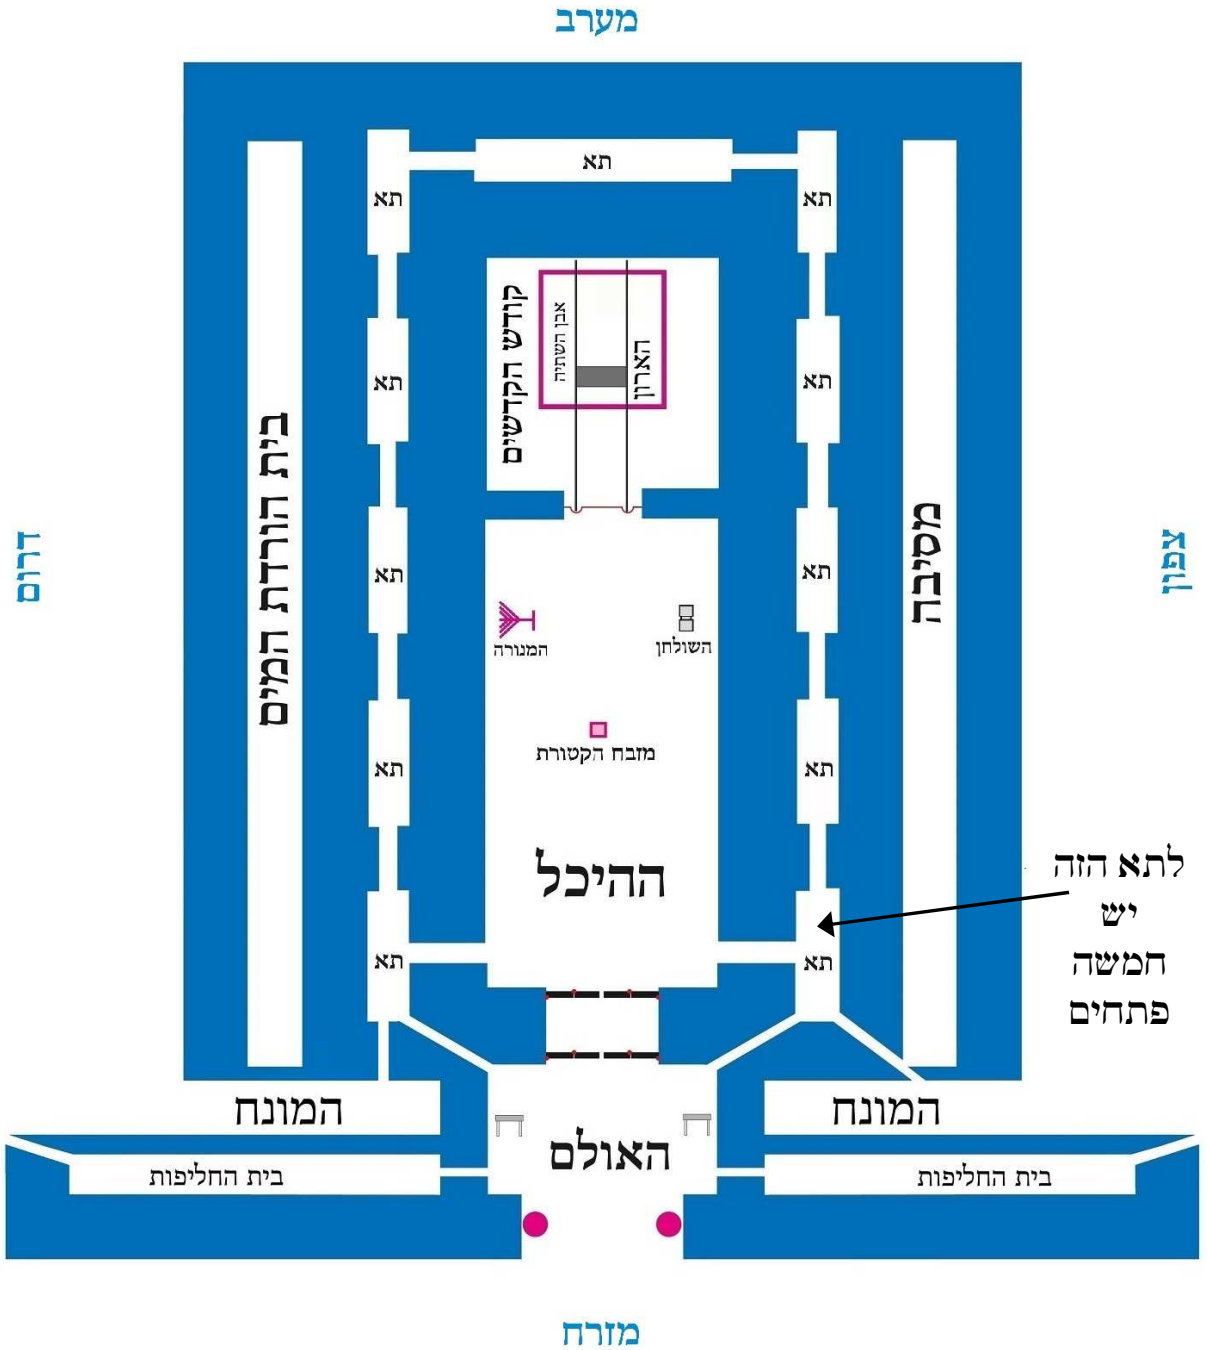 מערב
תא
תא
תא
קודש הקדשים
אבן השתיה
הארון
תא
תא
בית הורדת המים
מסיבה
דרום
צפון
תא
תא
המנורה
השולחן
מזבח הקטורת
תא
תא
ההיכל
לתא הזה
יש
חמשה
פתחים
תא
תא
המונח
המונח
האולם
בית החליפות
בית החליפות
מזרח